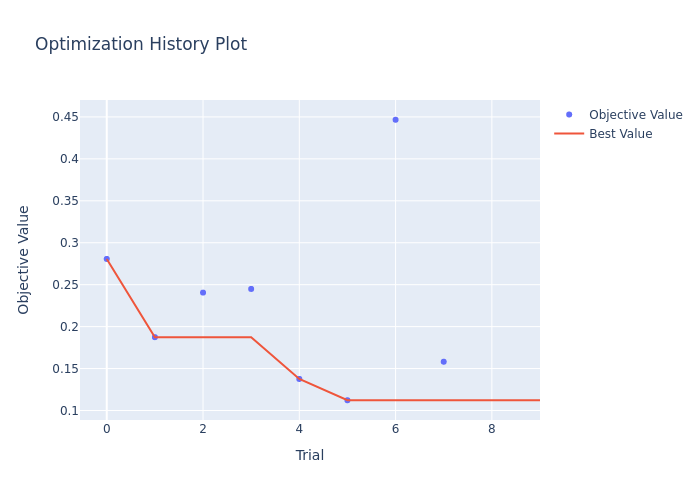 Optimization History Plot
Objective Value
Best Value
Objective Value
0.45
0.4
0.35
0.3
0.25
0.2
0.15
0.1
0
2
4
6
8
Trial